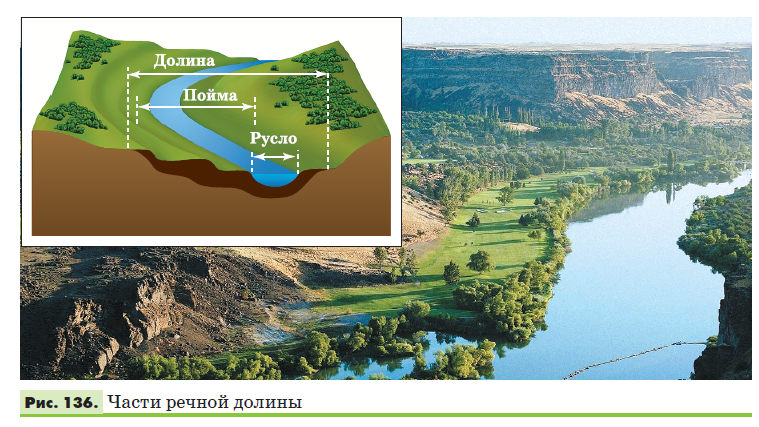 Долина
Пойма
Русло
Рис. 136. Части речной долины